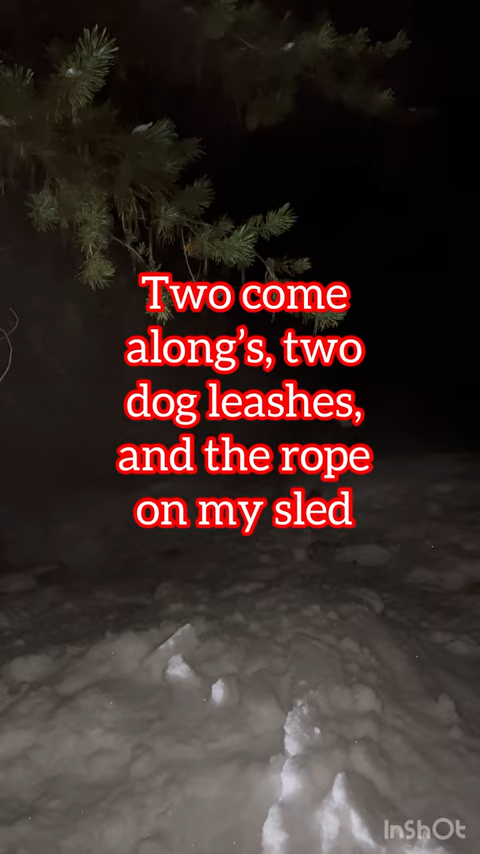 Two come
along’s, two
dog leashes,
and the rope
on my sled
InShOt